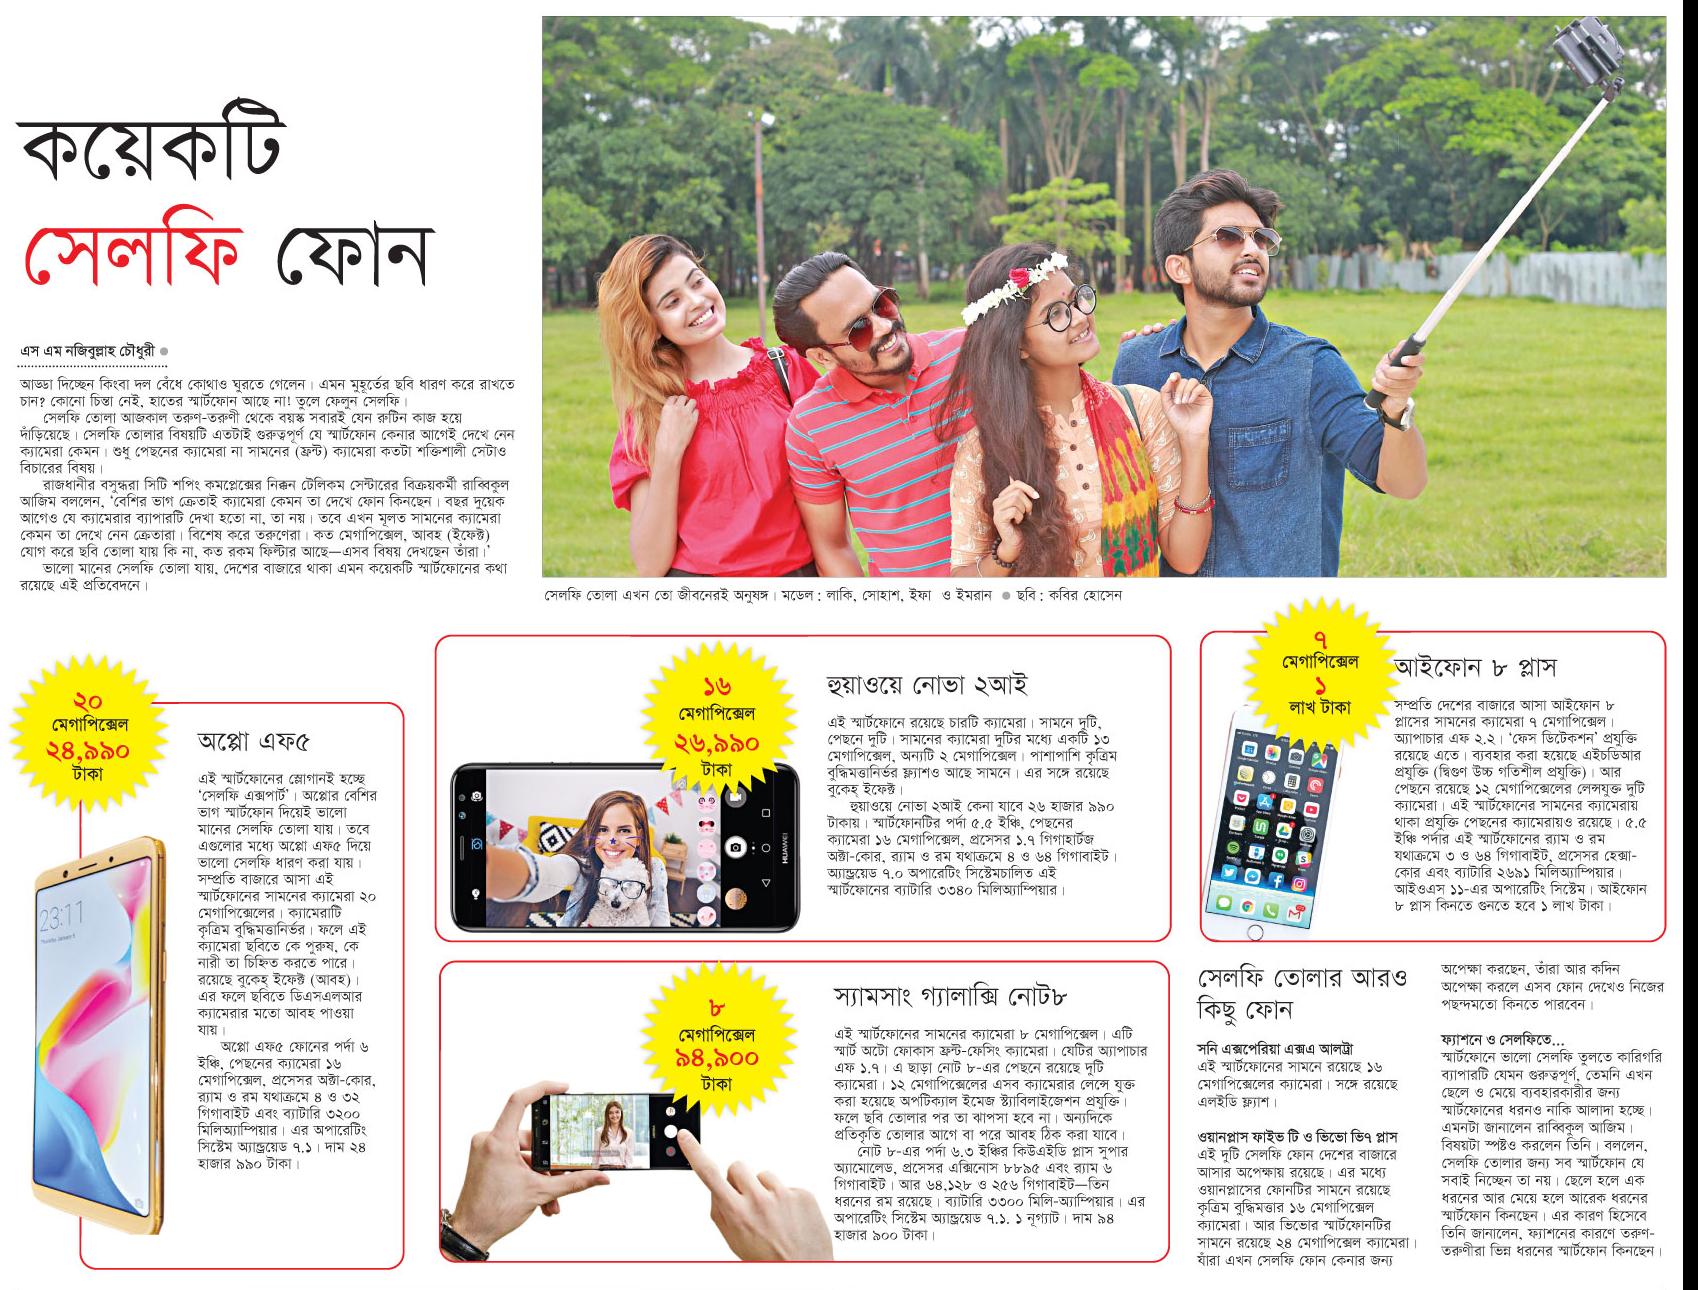 কয়েকটি
সেলফি ফোন
এস এম নজিবুল্লাহ চৌধুরী
আড্ডা দিচ্ছেন কিংবা দল বেঁধে কোথাও ঘুরতে গেলেন। এমন মুহূর্তের ছবি ধারণ করে রাখতে
চান? কোনো চিন্তা নেই, হাতের স্মার্টফোন আছে না! তুলে ফেলুন সেলফি।
সেলফি তোলা আজকাল তরুণ-তরুণী থেকে বয়স্ক সবারই যেন রুটিন কাজ হয়ে
দাঁড়িয়েছে। সেলফি তোলার বিষয়টি এতটাই গুরুত্বপূর্ণ যে স্মার্টফোন কেনার আগেই দেখে নেন
ক্যামেরা কেমন। শুধু পেছনের ক্যামেরা না সামনের (ফ্রন্ট) ক্যামেরা কতটা শক্তিশালী সেটাও
বিচারের বিষয়।
রাজধানীর বসুন্ধরা সিটি শপিং কমপ্লেক্সের নিক্কন টেলিকম সেন্টারের বিক্রয়কর্মী রাব্বিকুল
আজিম বললেন, ‘বেশির ভাগ ক্রেতাই ক্যামেরা কেমন তা দেখে ফোন কিনছেন। বছর দুয়েক
আগেও যে ক্যামেরার ব্যাপারটি দেখা হতো না, তা নয়। তবে এখন মূলত সামনের ক্যামেরা
কেমন তা দেখে নেন ক্রেতারা। বিশেষ করে তরুণেরা। কত মেগাপিক্সেল, আবহ (ইফেক্ট)
যোগ করে ছবি তোলা যায় কি না, কত রকম ফিল্টার আছে—এসব বিষয় দেখছেন তাঁরা।’
ভালো মানের সেলফি তোলা যায়, দেশের বাজারে থাকা এমন কয়েকটি স্মার্টফোনের কথা
রয়েছে এই প্রতিবেদনে।
সেলফি তোলা এখন তো জীবনেরই অনুষঙ্গ। মডেল: লাকি, সোহাশ, ইফা ও ইমরান ● ছবি: কবির হোসেন
২০
মেগাপিক্সেল
২৪,৯৯০
টাকা
অপ্পো এফ৫
এই স্মার্টফোনের স্লোগানই হচ্ছে
‘সেলফি এক্সপার্ট’। অপ্পোর বেশির
ভাগ স্মার্টফোন দিয়েই ভালো
মানের সেলফি তোলা যায়। তবে
এগুলোর মধ্যে অপ্পো এফ৫ দিয়ে
ভালো সেলফি ধারণ করা যায়।
সম্প্রতি বাজারে আসা এই
স্মার্টফোনের সামনের ক্যামেরা ২০
মেগাপিক্সেলের। ক্যামেরাটি
কৃত্রিম বুদ্ধিমত্তানির্ভর। ফলে এই
ক্যামেরা ছবিতে কে পুরুষ, কে
নারী তা চিহ্নিত করতে পারে।
রয়েছে বুকেহ্ ইফেক্ট (আবহ)।
এর ফলে ছবিতে ডিএসএলআর
ক্যামেরার মতো আবহ পাওয়া
যায়।
অপ্পো এফ৫ ফোনের পর্দা ৬
ইঞ্চি, পেছনের ক্যামেরা ১৬
মেগাপিক্সেল, প্রসেসর অক্টা-কোর,
র‍্যাম ও রম যথাক্রমে ৪ ও ৩২
গিগাবাইট এবং ব্যাটারি ৩২০০
মিলিঅ্যাম্পিয়ার। এর অপারেটিং
সিস্টেম অ্যান্ড্রয়েড ৭.১। দাম ২৪
হাজার ৯৯০ টাকা।
23:11
১৬
মেগাপিক্সেল
২৬,৯৯০
টাকা
HUAWEI
হুয়াওয়ে নোভা ২আই
এই স্মার্টফোনে রয়েছে চারটি ক্যামেরা। সামনে দুটি,
পেছনে দুটি। সামনের ক্যামেরা দুটির মধ্যে একটি ১৩
মেগাপিক্সেল, অন্যটি ২ মেগাপিক্সেল। পাশাপাশি কৃত্রিম
বুদ্ধিমত্তানির্ভর ফ্ল্যাশও আছে সামনে। এর সঙ্গে রয়েছে
বুকেহ্ ইফেক্ট।
হুয়াওয়ে নোভা ২আই কেনা যাবে ২৬ হাজার ৯৯০
টাকায়। স্মার্টফোনটির পর্দা ৫.৫ ইঞ্চি, পেছনের
ক্যামেরা ১৬ মেগাপিক্সেল, প্রসেসর ১.৭ গিগাহার্টজ
অক্টা-কোর, র‍্যাম ও রম যথাক্রমে ৪ ও ৬৪ গিগাবাইট।
অ্যান্ড্রয়েড ৭.০ অপারেটিং সিস্টেমচালিত এই
স্মার্টফোনের ব্যাটারি ৩৩৪০ মিলিঅ্যাম্পিয়ার।
৭
মেগাপিক্সেল
১
লাখ টাকা
আইফোন ৮ প্লাস
সম্প্রতি দেশের বাজারে আসা আইফোন ৮
প্লাসের সামনের ক্যামেরা ৭ মেগাপিক্সেল।
অ্যাপাচার এফ ২.২। ‘ফেস ডিটেকশন’ প্রযুক্তি
রয়েছে এতে। ব্যবহার করা হয়েছে এইচডিআর
প্রযুক্তি (দ্বিগুণ উচ্চ গতিশীল প্রযুক্তি)। আর
পেছনে রয়েছে ১২ মেগাপিক্সেলের লেন্সযুক্ত দুটি
ক্যামেরা। এই স্মার্টফোনের সামনের ক্যামেরায়
থাকা প্রযুক্তি পেছনের ক্যামেরায়ও রয়েছে। ৫.৫
ইঞ্চি পর্দার এই স্মার্টফোনের র‍্যাম ও রম
যথাক্রমে ৩ ও ৬৪ গিগাবাইট, প্রসেসর হেক্সা-
কোর এবং ব্যাটারি ২৬৯১ মিলিঅ্যাম্পিয়ার।
আইওএস ১১-এর অপারেটিং সিস্টেম। আইফোন
৮ প্লাস কিনতে গুনতে হবে ১ লাখ টাকা।
৮
মেগাপিক্সেল
৯৪,৯০০
টাকা
স্যামসাং গ্যালাক্সি নোট৮
এই স্মার্টফোনের সামনের ক্যামেরা ৮ মেগাপিক্সেল। এটি
স্মার্ট অটো ফোকাস ফ্রন্ট-ফেসিং ক্যামেরা। যেটির অ্যাপাচার
এফ ১.৭। এ ছাড়া নোট ৮-এর পেছনে রয়েছে দুটি
ক্যামেরা। ১২ মেগাপিক্সেলের এসব ক্যামেরার লেন্সে যুক্ত
করা হয়েছে অপটিক্যাল ইমেজ স্ট্যাবিলাইজেশন প্রযুক্তি।
ফলে ছবি তোলার পর তা ঝাপসা হবে না। অন্যদিকে
প্রতিকৃতি তোলার আগে বা পরে আবহ ঠিক করা যাবে।
নোট ৮-এর পর্দা ৬.৩ ইঞ্চির কিউএইডি প্লাস সুপার
অ্যামোলেড, প্রসেসর এক্সিনোস ৮৮৯৫ এবং র‍্যাম ৬
গিগাবাইট। আর ৬৪,১২৮ ও ২৫৬ গিগাবাইট—তিন
ধরনের রম রয়েছে। ব্যাটারি ৩৩০০ মিলি-অ্যাম্পিয়ার। এর
অপারেটিং সিস্টেম অ্যান্ড্রয়েড ৭.১. ১ নূগ্যাট। দাম ৯৪
হাজার ৯০০ টাকা।
সেলফি তোলার আরও
কিছু ফোন
সনি এক্সপেরিয়া এক্সএ আলট্রা
এই স্মার্টফোনের সামনে রয়েছে ১৬
মেগাপিক্সেলের ক্যামেরা। সঙ্গে রয়েছে
এলইডি ফ্ল্যাশ।
ওয়ানপ্লাস ফাইভ টি ও ভিভো ভি৭ প্লাস
এই দুটি সেলফি ফোন দেশের বাজারে
আসার অপেক্ষায় রয়েছে। এর মধ্যে
ওয়ানপ্লাসের ফোনটির সামনে রয়েছে
কৃত্রিম বুদ্ধিমত্তার ১৬ মেগাপিক্সেল
ক্যামেরা। আর ভিভোর স্মার্টফোনটির
সামনে রয়েছে ২৪ মেগাপিক্সেল ক্যামেরা।
যাঁরা এখন সেলফি ফোন কেনার জন্য
অপেক্ষা করছেন, তাঁরা আর কদিন
অপেক্ষা করলে এসব ফোন দেখেও নিজের
পছন্দমতো কিনতে পারবেন।
ফ্যাশনে ও সেলফিতে...
স্মার্টফোনে ভালো সেলফি তুলতে কারিগরি
ব্যাপারটি যেমন গুরুত্বপূর্ণ, তেমনি এখন
ছেলে ও মেয়ে ব্যবহারকারীর জন্য
স্মার্টফোনের ধরনও নাকি আলাদা হচ্ছে।
এমনটা জানালেন রাব্বিকুল আজিম।
বিষয়টা স্পষ্টও করলেন তিনি। বললেন,
সেলফি তোলার জন্য সব স্মার্টফোন যে
সবাই নিচ্ছেন তা নয়। ছেলে হলে এক
ধরনের আর মেয়ে হলে আরেক ধরনের
স্মার্টফোন কিনছেন। এর কারণ হিসেবে
তিনি জানালেন, ফ্যাশনের কারণে তরুণ-
তরুণীরা ভিন্ন ধরনের স্মার্টফোন কিনছেন।